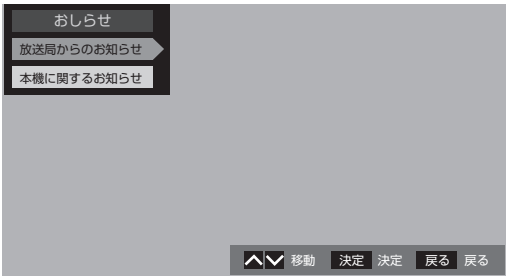 おしらせ
放送局からのお知らせ
本機に関するお知らせ
移動 決定 決定 戻る 戻る